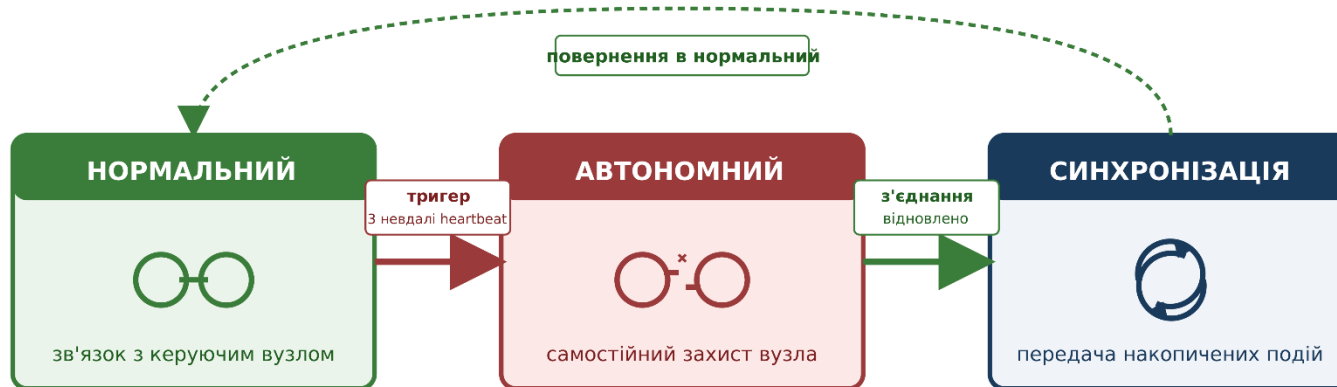 повернення в нормальний
НОРМАЛЬНИЙ
тригер
3 невдалі heartbeat
АВТОНОМНИЙ
з'єднання
відновлено
СИНХРОНІЗАЦІЯ
зв'язок з керуючим вузлом
самостійний захист вузла
передача накопичених подій